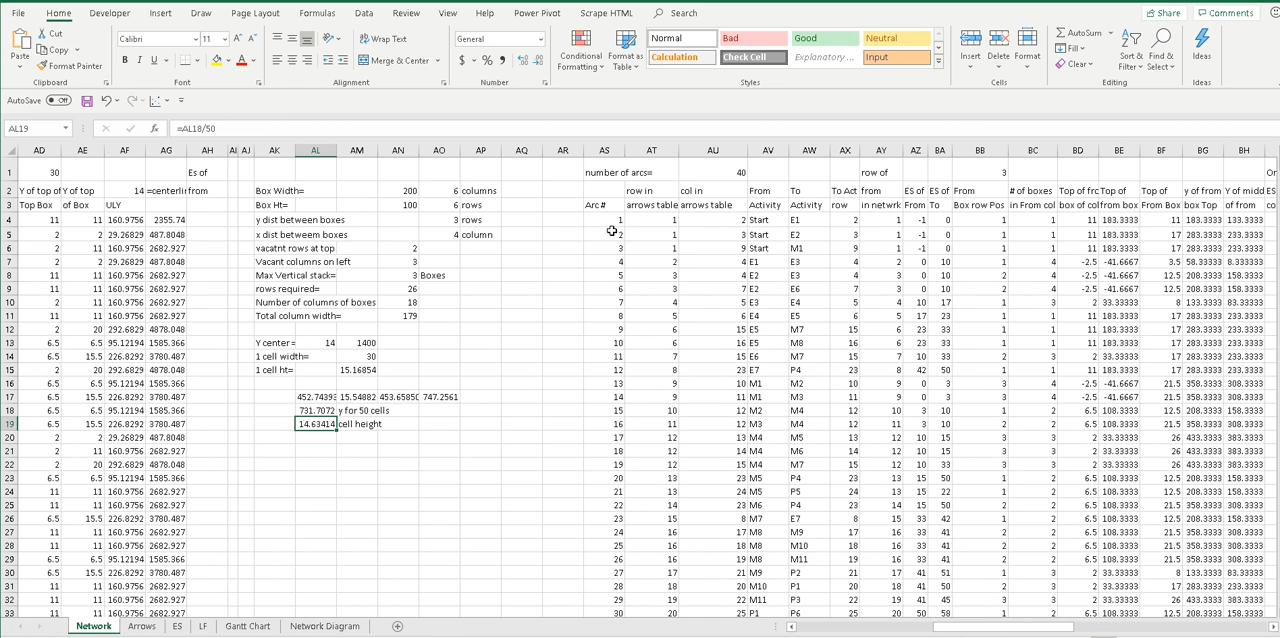 File Home Developer Insert Draw Page Layout Formulas Data Review View Help Power Pivot Scrape HTML Search Share Comments
Paste Cut Copy Format Painter Clipboard
Calibri 11 B I U Font
Wrap Text Merge & Center Alignment
General $ % Number
Conditional Formatting Format as Table
Normal Bad Good Neutral
Calculation Check Cell Explanatory ... Input
Styles
Insert Delete Format Cells
AutoSum Fill Clear Sort & Filter Find & Select Editing
Ideas Ideas
AutoSave Off
AL19 fx =AL18/50
AD AE AF AG AH AI AJ AK AL AM AN AO AP AQ AR AS AT AU AV AW AX AY AZ BA BB BC BD BE BF BG BH
1 30 Es of number of arcs= 40 row of 3 Or
2 Y of top of Y of top 14 =centerli from Box Width= 200 6 columns row in col in From To To Act from ES of ES of From # of boxes Top of frc Top of Top of y from Y of midd ES
3 Top Box of Box ULY Box Ht= 100 6 rows Arc # arrows table arrows table Activity Activity row in netwrk From To Box row Pos in From col box of col from box From Box box Top of from co
4 11 11 160.9756 2355.74 y dist between boxes 3 rows 1 1 2 Start E1 2 1 -1 0 1 1 11 183.3333 17 283.3333 133.3333
5 2 2 29.26829 487.8048 x dist betweem boxes 4 column 2 1 3 Start E2 3 1 -1 0 1 1 11 183.3333 17 283.3333 233.3333
6 2 11 160.9756 2682.927 vacatnt rows at top 2 3 1 9 Start M1 9 1 -1 0 1 1 11 183.3333 17 283.3333 233.3333
7 2 2 29.26829 487.8048 Vacant columns on left 3 4 2 4 E1 E3 4 2 0 10 1 4 -2.5 -41.6667 3.5 58.33333 8.333333
8 11 11 160.9756 2682.927 Max Vertical stack= 2 Boxes 5 3 4 E2 E3 4 3 0 10 2 4 -2.5 -41.6667 12.5 208.3333 158.3333
9 2 11 160.9756 2682.927 rows required= 26 6 3 7 E2 E6 7 3 0 10 2 4 -2.5 -41.6667 12.5 208.3333 158.3333
10 2 11 160.9756 2682.927 Number of columns of boxes 18 7 4 5 E3 E4 5 4 10 17 1 3 2 33.33333 8 133.3333 83.33333
11 11 11 160.9756 2682.927 Total column width= 179 8 5 6 E4 E5 6 5 17 23 1 1 11 183.3333 17 283.3333 233.3333
12 2 20 292.6829 4878.048 9 6 15 E5 M7 15 6 23 33 1 1 11 183.3333 17 283.3333 233.3333
13 6.5 6.5 95.12194 1585.366 Y center= 14 1400 10 6 16 E5 M8 16 6 23 33 1 1 11 183.3333 17 283.3333 233.3333
14 6.5 15.5 226.8292 3780.487 1 cell width= 30 11 7 15 E6 M7 15 7 10 33 2 3 2 33.33333 17 283.3333 233.3333
15 2 20 292.6829 4878.048 1 cell ht= 15.16854 12 8 23 E7 P4 23 8 42 50 1 1 11 183.3333 17 283.3333 233.3333
16 6.5 6.5 95.12194 1585.366 13 9 10 M1 M2 10 9 0 3 3 4 -2.5 -41.6667 21.5 358.3333 308.3333
17 6.5 6.5 95.12194 1585.366 452.74393 15.54882 453.65850 747.2561 14 9 11 M1 M3 11 9 0 3 3 4 -2.5 -41.6667 21.5 358.3333 308.3333
18 6.5 15.5 226.8292 3780.487 731.7072 y for 50 cells 15 10 12 M2 M4 12 10 3 10 1 2 6.5 108.3333 12.5 208.3333 158.3333
19 6.5 15.5 226.8292 3780.487 14.63414 cell height 16 11 12 M3 M4 12 11 3 10 2 2 6.5 108.3333 21.5 358.3333 308.3333
20 2 2 29.26829 487.8048 17 12 13 M4 M5 13 12 10 15 3 3 2 33.33333 26 433.3333 383.3333
21 2 11 160.9756 2682.927 18 12 14 M4 M6 14 12 10 15 3 3 2 33.33333 26 433.3333 383.3333
22 2 20 292.6829 4878.048 19 12 15 M4 M7 15 12 10 33 3 3 2 33.33333 26 433.3333 383.3333
23 6.5 6.5 95.12194 1585.366 20 13 23 M5 P4 23 13 15 50 1 2 6.5 108.3333 12.5 208.3333 158.3333
24 11 11 160.9756 2682.927 21 13 24 M5 P5 24 13 15 22 1 2 6.5 108.3333 12.5 208.3333 158.3333
25 11 11 160.9756 2682.927 22 14 23 M6 P4 23 14 15 50 2 2 6.5 108.3333 21.5 358.3333 308.3333
26 6.5 15.5 226.8292 3780.487 23 15 8 M7 E7 8 15 33 42 1 2 6.5 108.3333 12.5 208.3333 158.3333
27 11 11 160.9756 2682.927 24 16 17 M8 M9 17 16 33 41 2 2 6.5 108.3333 21.5 358.3333 308.3333
28 11 11 160.9756 2682.927 25 16 18 M8 M10 18 16 33 41 2 2 6.5 108.3333 21.5 358.3333 308.3333
29 6.5 6.5 95.12194 1585.366 26 16 19 M8 M11 19 16 33 41 2 2 6.5 108.3333 21.5 358.3333 308.3333
30 6.5 15.5 226.8292 3780.487 27 17 21 M9 P2 21 17 41 51 1 3 2 33.33333 8 133.3333 83.33333
31 11 11 160.9756 2682.927 28 18 20 M10 P1 20 18 41 50 2 3 2 33.33333 17 283.3333 233.3333
32 11 11 160.9756 2682.927 29 19 22 M11 P3 22 19 41 45 3 3 2 33.33333 26 433.3333 383.3333
33 11 11 160.9756 2682.927 30 20 25 P1 P6 25 20 50 58 1 2 6.5 108.3333 12.5 208.3333 158.3333
Network Arrows ES LF Gantt Chart Network Diagram